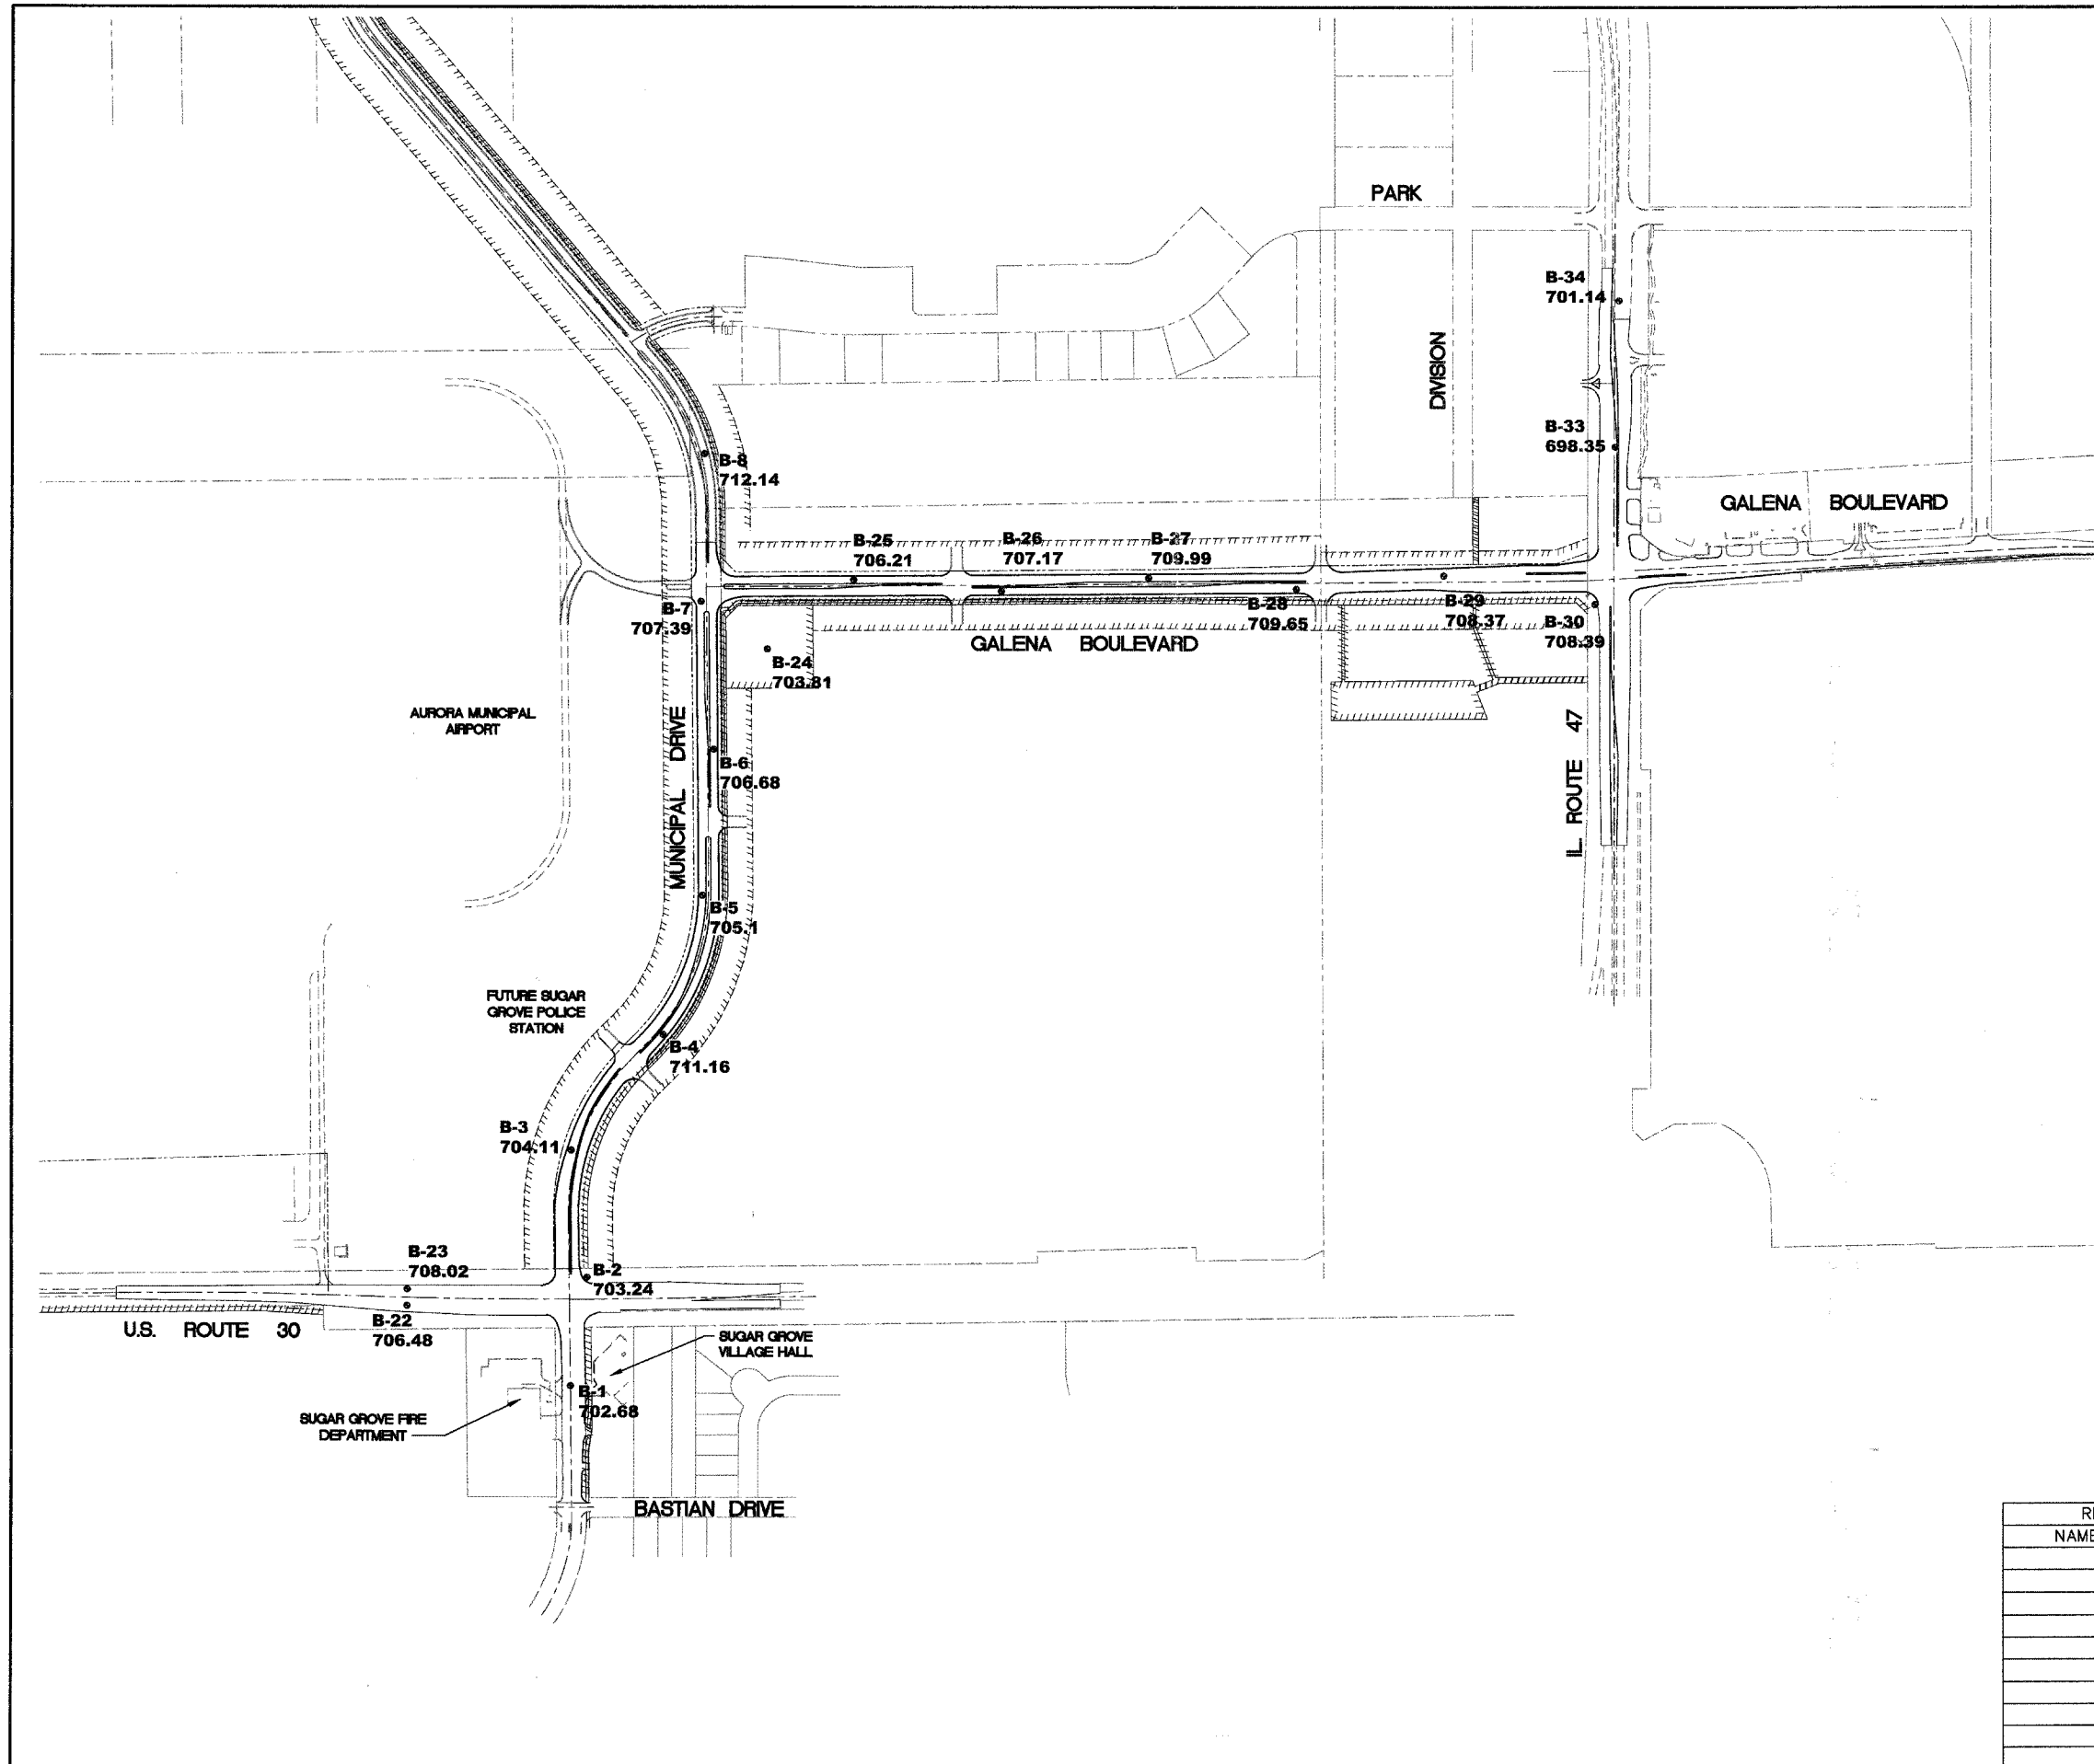 PARK
B-34
701.14
DIVISION
B-33
698.35
B-8
712.14
GALENA BOULEVARD
B-25
706.21
B-26
707.17
B-27
709.99
B-7
707.39
B-28
709.65
B-29
708.37
B-30
708.39
GALENA BOULEVARD
B-24
703.81
AURORA MUNICIPAL
AIRPORT
MUNICIPAL DRIVE
IL. ROUTE 47
B-6
706.68
B-5
705.1
FUTURE SUGAR
GROVE POLICE
STATION
B-4
711.16
B-3
704.11
B-23
708.02
B-2
703.24
U.S. ROUTE 30
B-22
706.48
SUGAR GROVE
VILLAGE HALL
B-1
702.68
SUGAR GROVE FIRE
DEPARTMENT
BASTIAN DRIVE
NAME